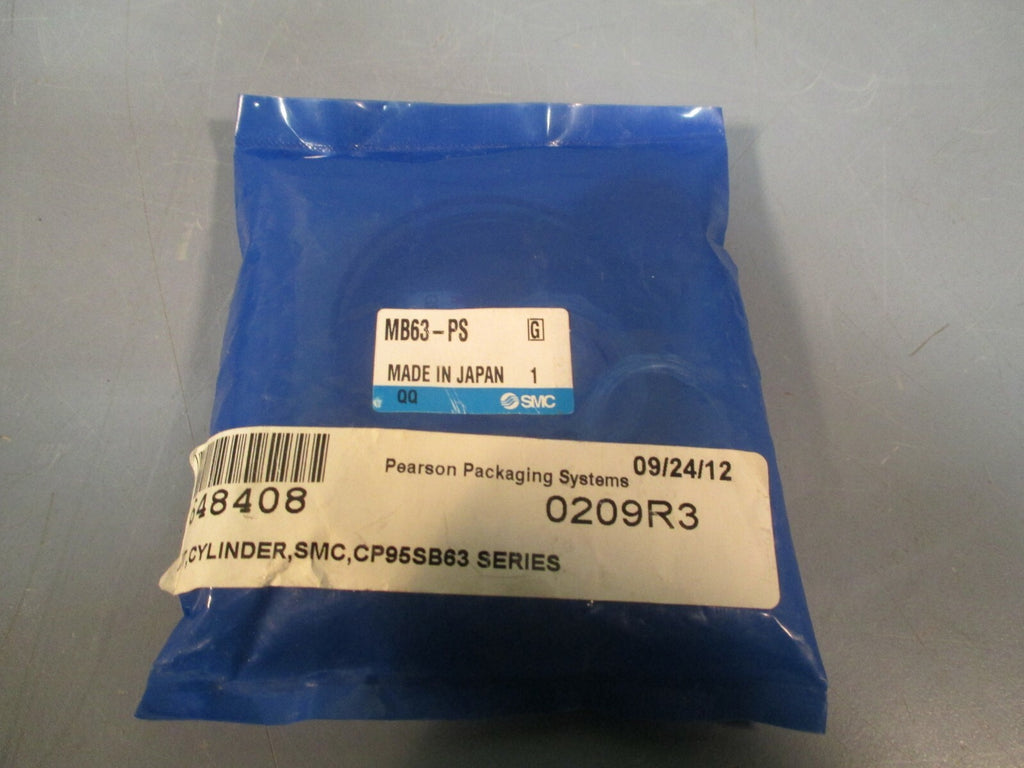 MB63-PS G
MADE IN JAPAN 1
QQ SMC
Pearson Packaging Systems 09/24/12
48408 0209R3
,CYLINDER,SMC,CP95SB63 SERIES